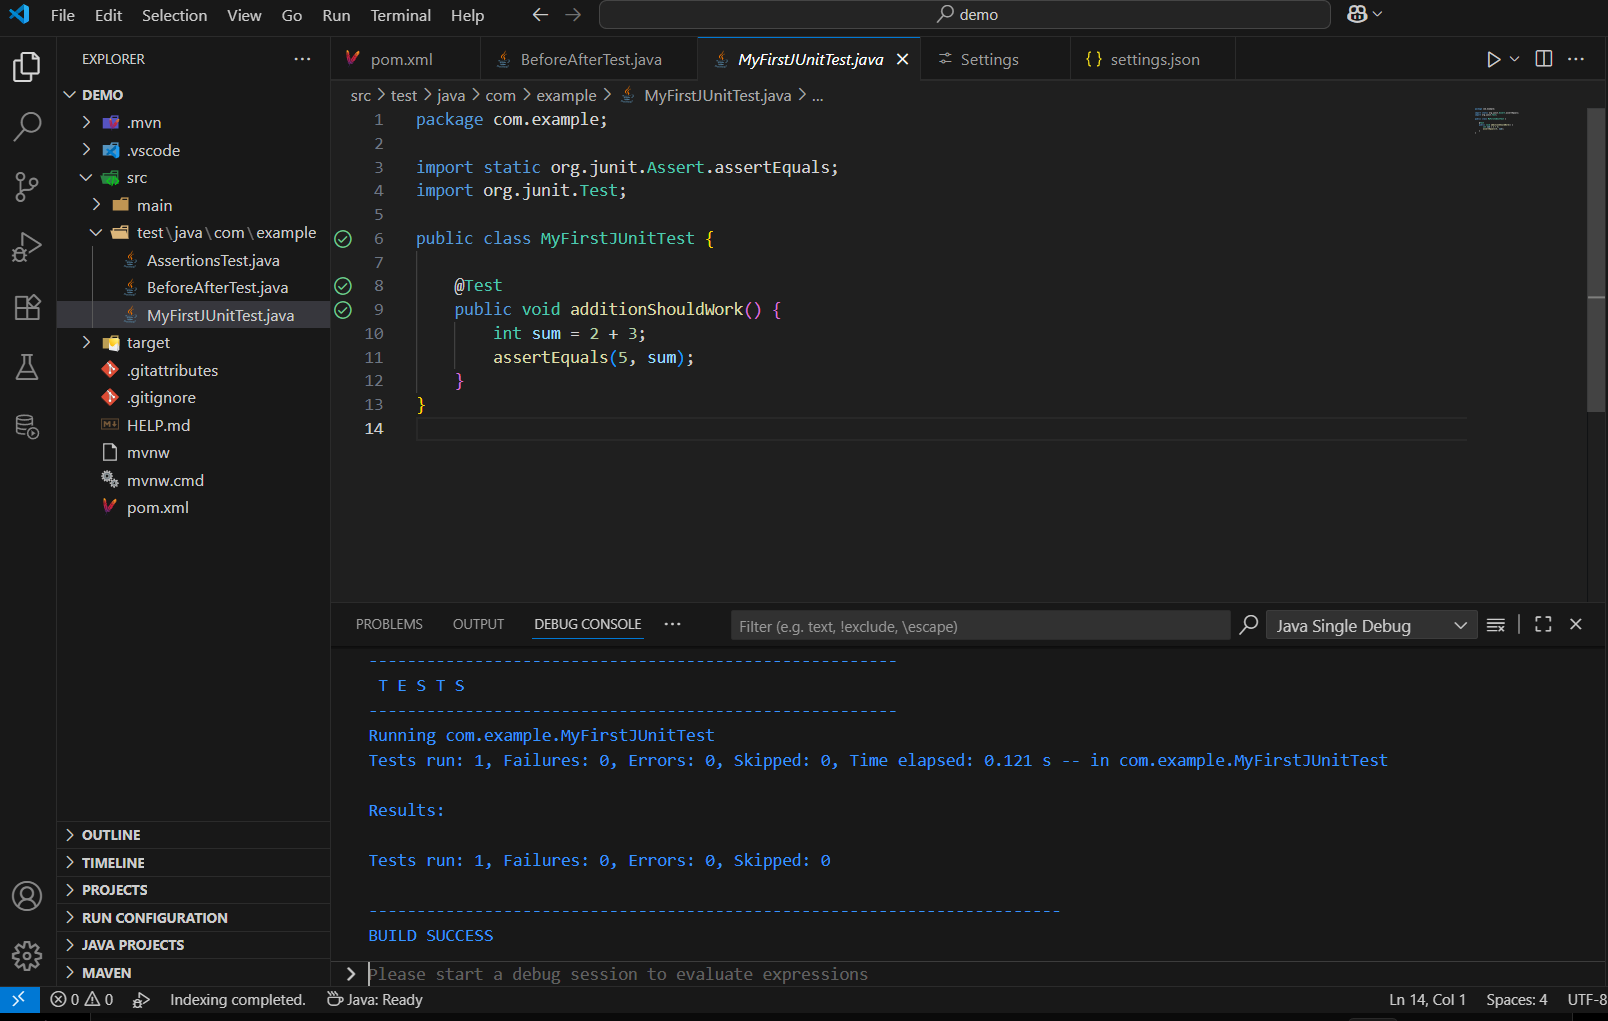 File Edit Selection View Go Run Terminal Help demo
EXPLORER
pom.xml BeforeAfterTest.java MyFirstJUnitTest.java Settings {} settings.json
src > test > java > com > example > MyFirstJUnitTest.java > ...
DEMO
.mvn
.vscode
src
main
test\java\com\example
AssertionsTest.java
BeforeAfterTest.java
MyFirstJUnitTest.java
target
.gitattributes
.gitignore
HELP.md
mvnw
mvnw.cmd
pom.xml
OUTLINE
TIMELINE
PROJECTS
RUN CONFIGURATION
JAVA PROJECTS
MAVEN
1 package com.example;
2
3 import static org.junit.Assert.assertEquals;
4 import org.junit.Test;
5
6 public class MyFirstJUnitTest {
7
8 @Test
9 public void additionShouldWork() {
10 int sum = 2 + 3;
11 assertEquals(5, sum);
12 }
13 }
14
PROBLEMS OUTPUT DEBUG CONSOLE ... Filter (e.g. text, !exclude, \escape) Java Single Debug
-------------------------------------------------------
T E S T S
-------------------------------------------------------
Running com.example.MyFirstJUnitTest
Tests run: 1, Failures: 0, Errors: 0, Skipped: 0, Time elapsed: 0.121 s -- in com.example.MyFirstJUnitTest
Results:
Tests run: 1, Failures: 0, Errors: 0, Skipped: 0
------------------------------------------------------------------------
BUILD SUCCESS
> Please start a debug session to evaluate expressions
0 0 Indexing completed. Java: Ready Ln 14, Col 1 Spaces: 4 UTF-8